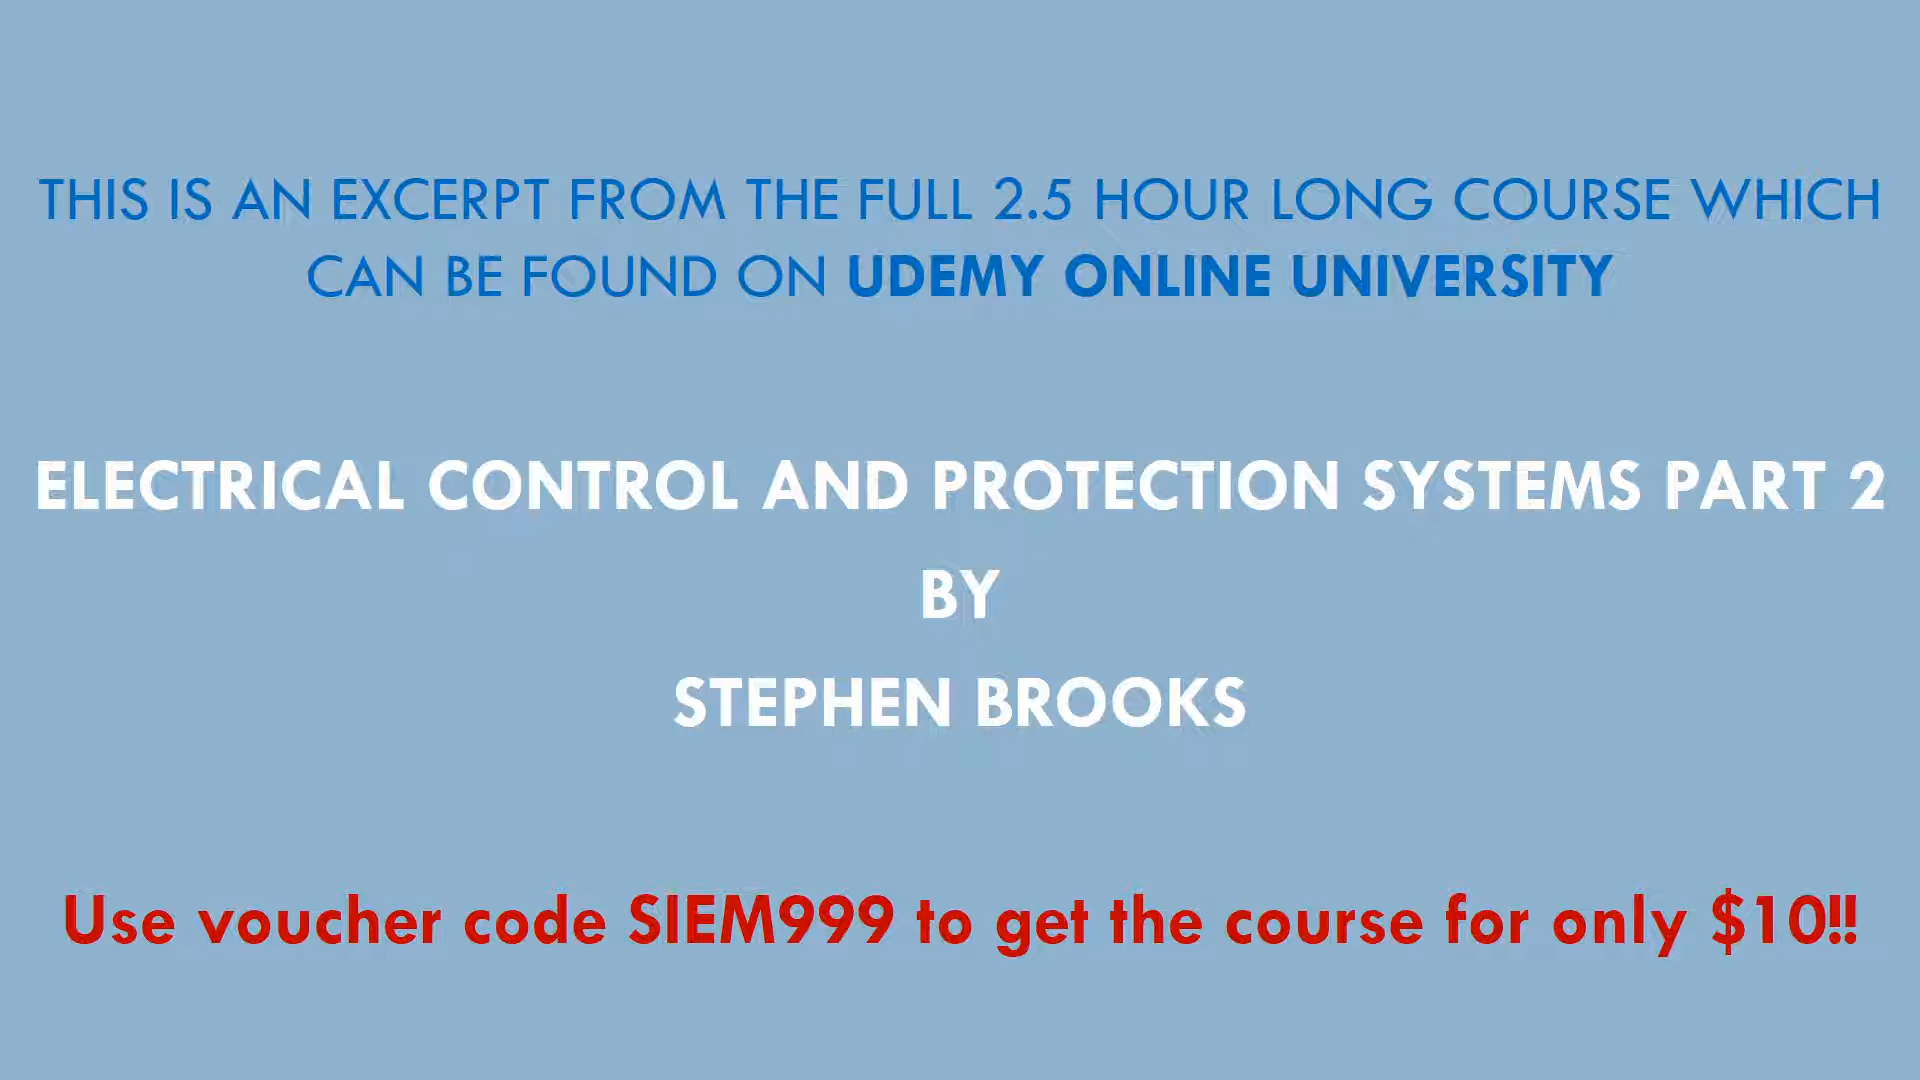 THIS IS AN EXCERPT FROM THE FULL 2.5 HOUR LONG COURSE WHICH
CAN BE FOUND ON UDEMY ONLINE UNIVERSITY
ELECTRICAL CONTROL AND PROTECTION SYSTEMS PART 2
BY
STEPHEN BROOKS
Use voucher code SIEM999 to get the course for only $10!!